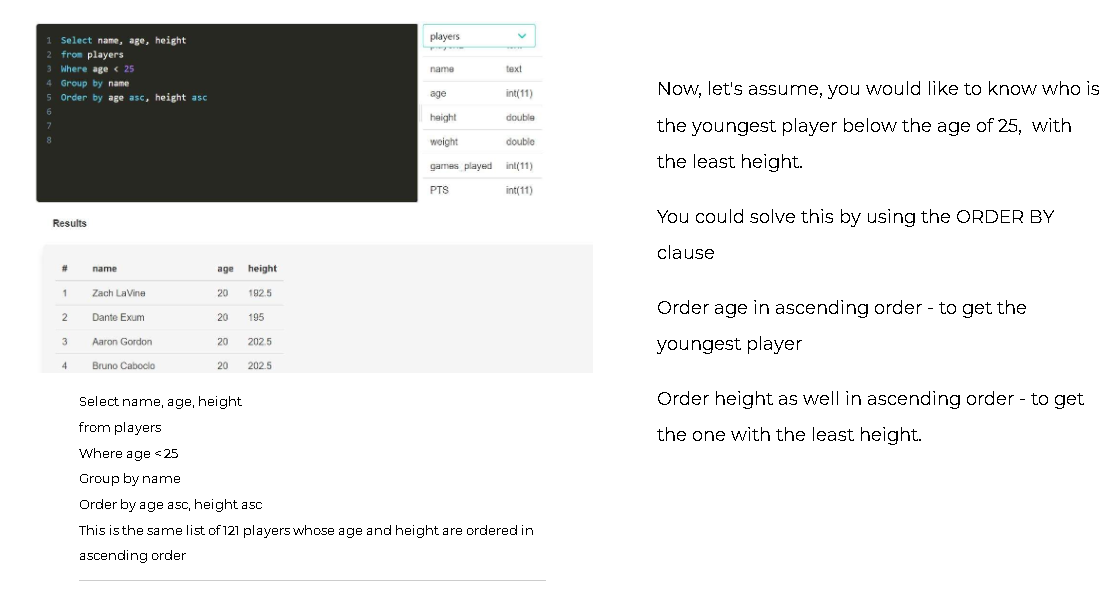 1 Select name, age, height
2 from players
3 Where age < 25
4 Group by name
5 Order by age asc, height asc
6
7
8
players
name text
age int(11)
height double
weight double
games_played int(11)
PTS int(11)
Results
# name age height
1 Zach LaVine 20 192.5
2 Dante Exum 20 195
3 Aaron Gordon 20 202.5
4 Bruno Caboclo 20 202.5
Select name, age, height
from players
Where age < 25
Group by name
Order by age asc, height asc
This is the same list of 121 players whose age and height are ordered in
ascending order
Now, let's assume, you would like to know who is
the youngest player below the age of 25, with
the least height.
You could solve this by using the ORDER BY
clause
Order age in ascending order - to get the
youngest player
Order height as well in ascending order - to get
the one with the least height.